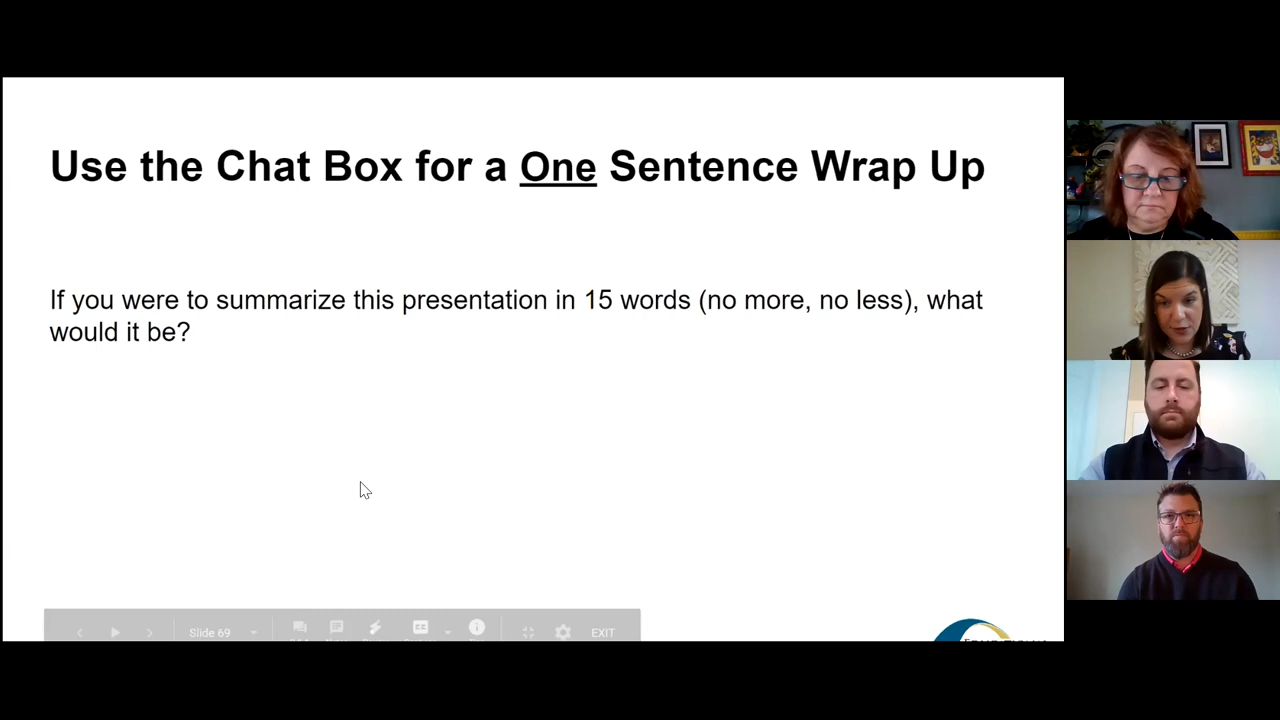 Use the Chat Box for a One Sentence Wrap Up
If you were to summarize this presentation in 15 words (no more, no less), what
would it be?
Slide 69
EXIT